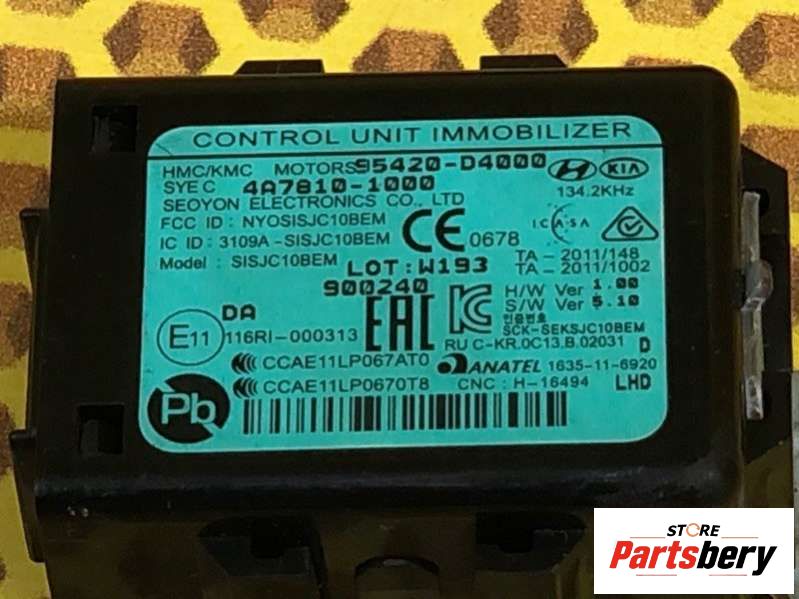 CONTROL UNIT IMMOBILIZER
HMC/KMC MOTORS 95420-D4000
SYE C 4A7810-1000 KIA
SEOYON ELECTRONICS CO., LTD 134.2KHz
FCC ID : NYOSISJC10BEM
IC ID : 3109A-SISJC10BEM CE 0678 ICASA
Model : SISJC10BEM LOT:W193 TA-2011/148
TA-2011/1002
900240 H/W Ver 1.00
S/W Ver 5.10
DA 인증번호
E11 116RI-000313 EAC SCK-SEKSJC10BEM
RU C-KR.0C13.B.02031 D
CCAE11LP067AT0 ANATEL 1635-11-6920
CCAE11LP0670T8 CNC : H-16494 LHD
Pb
STORE
Partsbery